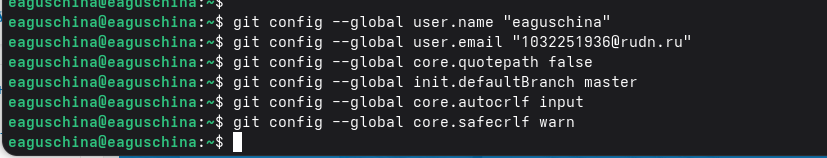 eaguschina@eaguschina:~$
eaguschina@eaguschina:~$ git config --global user.name "eaguschina"
eaguschina@eaguschina:~$ git config --global user.email "1032251936@rudn.ru"
eaguschina@eaguschina:~$ git config --global core.quotepath false
eaguschina@eaguschina:~$ git config --global init.defaultBranch master
eaguschina@eaguschina:~$ git config --global core.autocrlf input
eaguschina@eaguschina:~$ git config --global core.safecrlf warn
eaguschina@eaguschina:~$